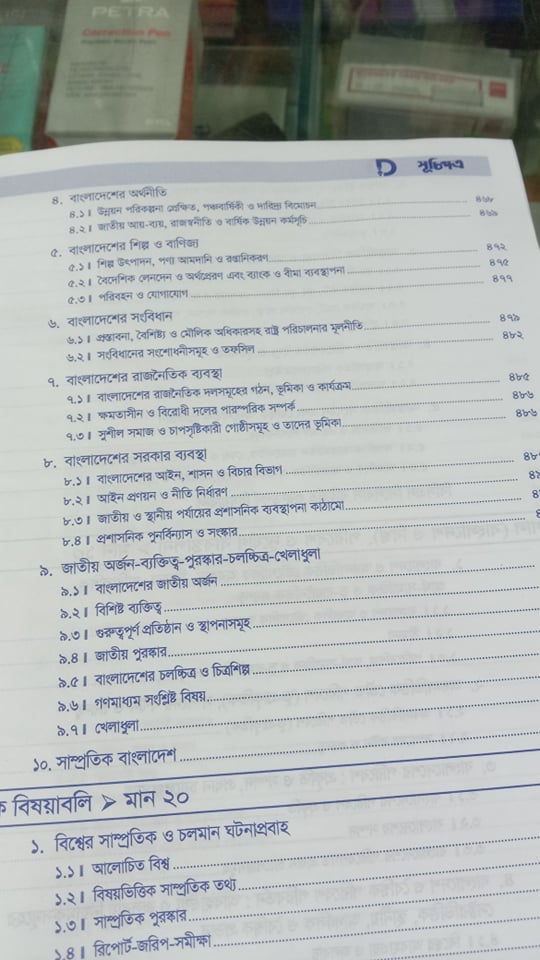 PETRA
Correction Pen
সূচিপত্র
৪. বাংলাদেশের অর্থনীতি
৪.১। উন্নয়ন পরিকল্পনা প্রেক্ষিত, পঞ্চবার্ষিকী ও দারিদ্র্য বিমোচন ৪৬৮
৪.২। জাতীয় আয়-ব্যয়, রাজস্বনীতি ও বার্ষিক উন্নয়ন কর্মসূচি ৪৬৯
৫. বাংলাদেশের শিল্প ও বাণিজ্য
৫.১। শিল্প উৎপাদন, পণ্য আমদানি ও রপ্তানিকরণ ৪৭২
৫.২। বৈদেশিক লেনদেন ও অর্থপ্রেরণ এবং ব্যাংক ও বীমা ব্যবস্থাপনা ৪৭৫
৫.৩। পরিবহন ও যোগাযোগ ৪৭৭
৬. বাংলাদেশের সংবিধান
৬.১। প্রস্তাবনা, বৈশিষ্ট্য ও মৌলিক অধিকারসহ রাষ্ট্র পরিচালনার মূলনীতি ৪৭৯
৬.২। সংবিধানের সংশোধনীসমূহ ও তফসিল ৪৮২
৭. বাংলাদেশের রাজনৈতিক ব্যবস্থা
৭.১। বাংলাদেশের রাজনৈতিক দলসমূহের গঠন, ভূমিকা ও কার্যক্রম ৪৮৫
৭.২। ক্ষমতাসীন ও বিরোধী দলের পারস্পরিক সম্পর্ক ৪৮৬
৭.৩। সুশীল সমাজ ও চাপসৃষ্টিকারী গোষ্ঠীসমূহ ও তাদের ভূমিকা ৪৮৬
৮. বাংলাদেশের সরকার ব্যবস্থা
৮.১। বাংলাদেশের আইন, শাসন ও বিচার বিভাগ
৮.২। আইন প্রণয়ন ও নীতি নির্ধারণ
৮.৩। জাতীয় ও স্থানীয় পর্যায়ের প্রশাসনিক ব্যবস্থাপনা কাঠামো
৮.৪। প্রশাসনিক পুনর্বিন্যাস ও সংস্কার
৯. জাতীয় অর্জন-ব্যক্তিত্ব-পুরস্কার-চলচ্চিত্র-খেলাধুলা
৯.১। বাংলাদেশের জাতীয় অর্জন
৯.২। বিশিষ্ট ব্যক্তিত্ব
৯.৩। গুরুত্বপূর্ণ প্রতিষ্ঠান ও স্থাপনাসমূহ
৯.৪। জাতীয় পুরস্কার
৯.৫। বাংলাদেশের চলচ্চিত্র ও চিত্রশিল্প
৯.৬। গণমাধ্যম সংশ্লিষ্ট বিষয়
৯.৭। খেলাধুলা
১০. সাম্প্রতিক বাংলাদেশ
ক বিষয়াবলি > মান ২০
১. বিশ্বের সাম্প্রতিক ও চলমান ঘটনাপ্রবাহ
১.১। আলোচিত বিশ্ব
১.২। বিষয়ভিত্তিক সাম্প্রতিক তথ্য
১.৩। সাম্প্রতিক পুরস্কার
১.৪। রিপোর্ট-জরিপ-সমীক্ষা